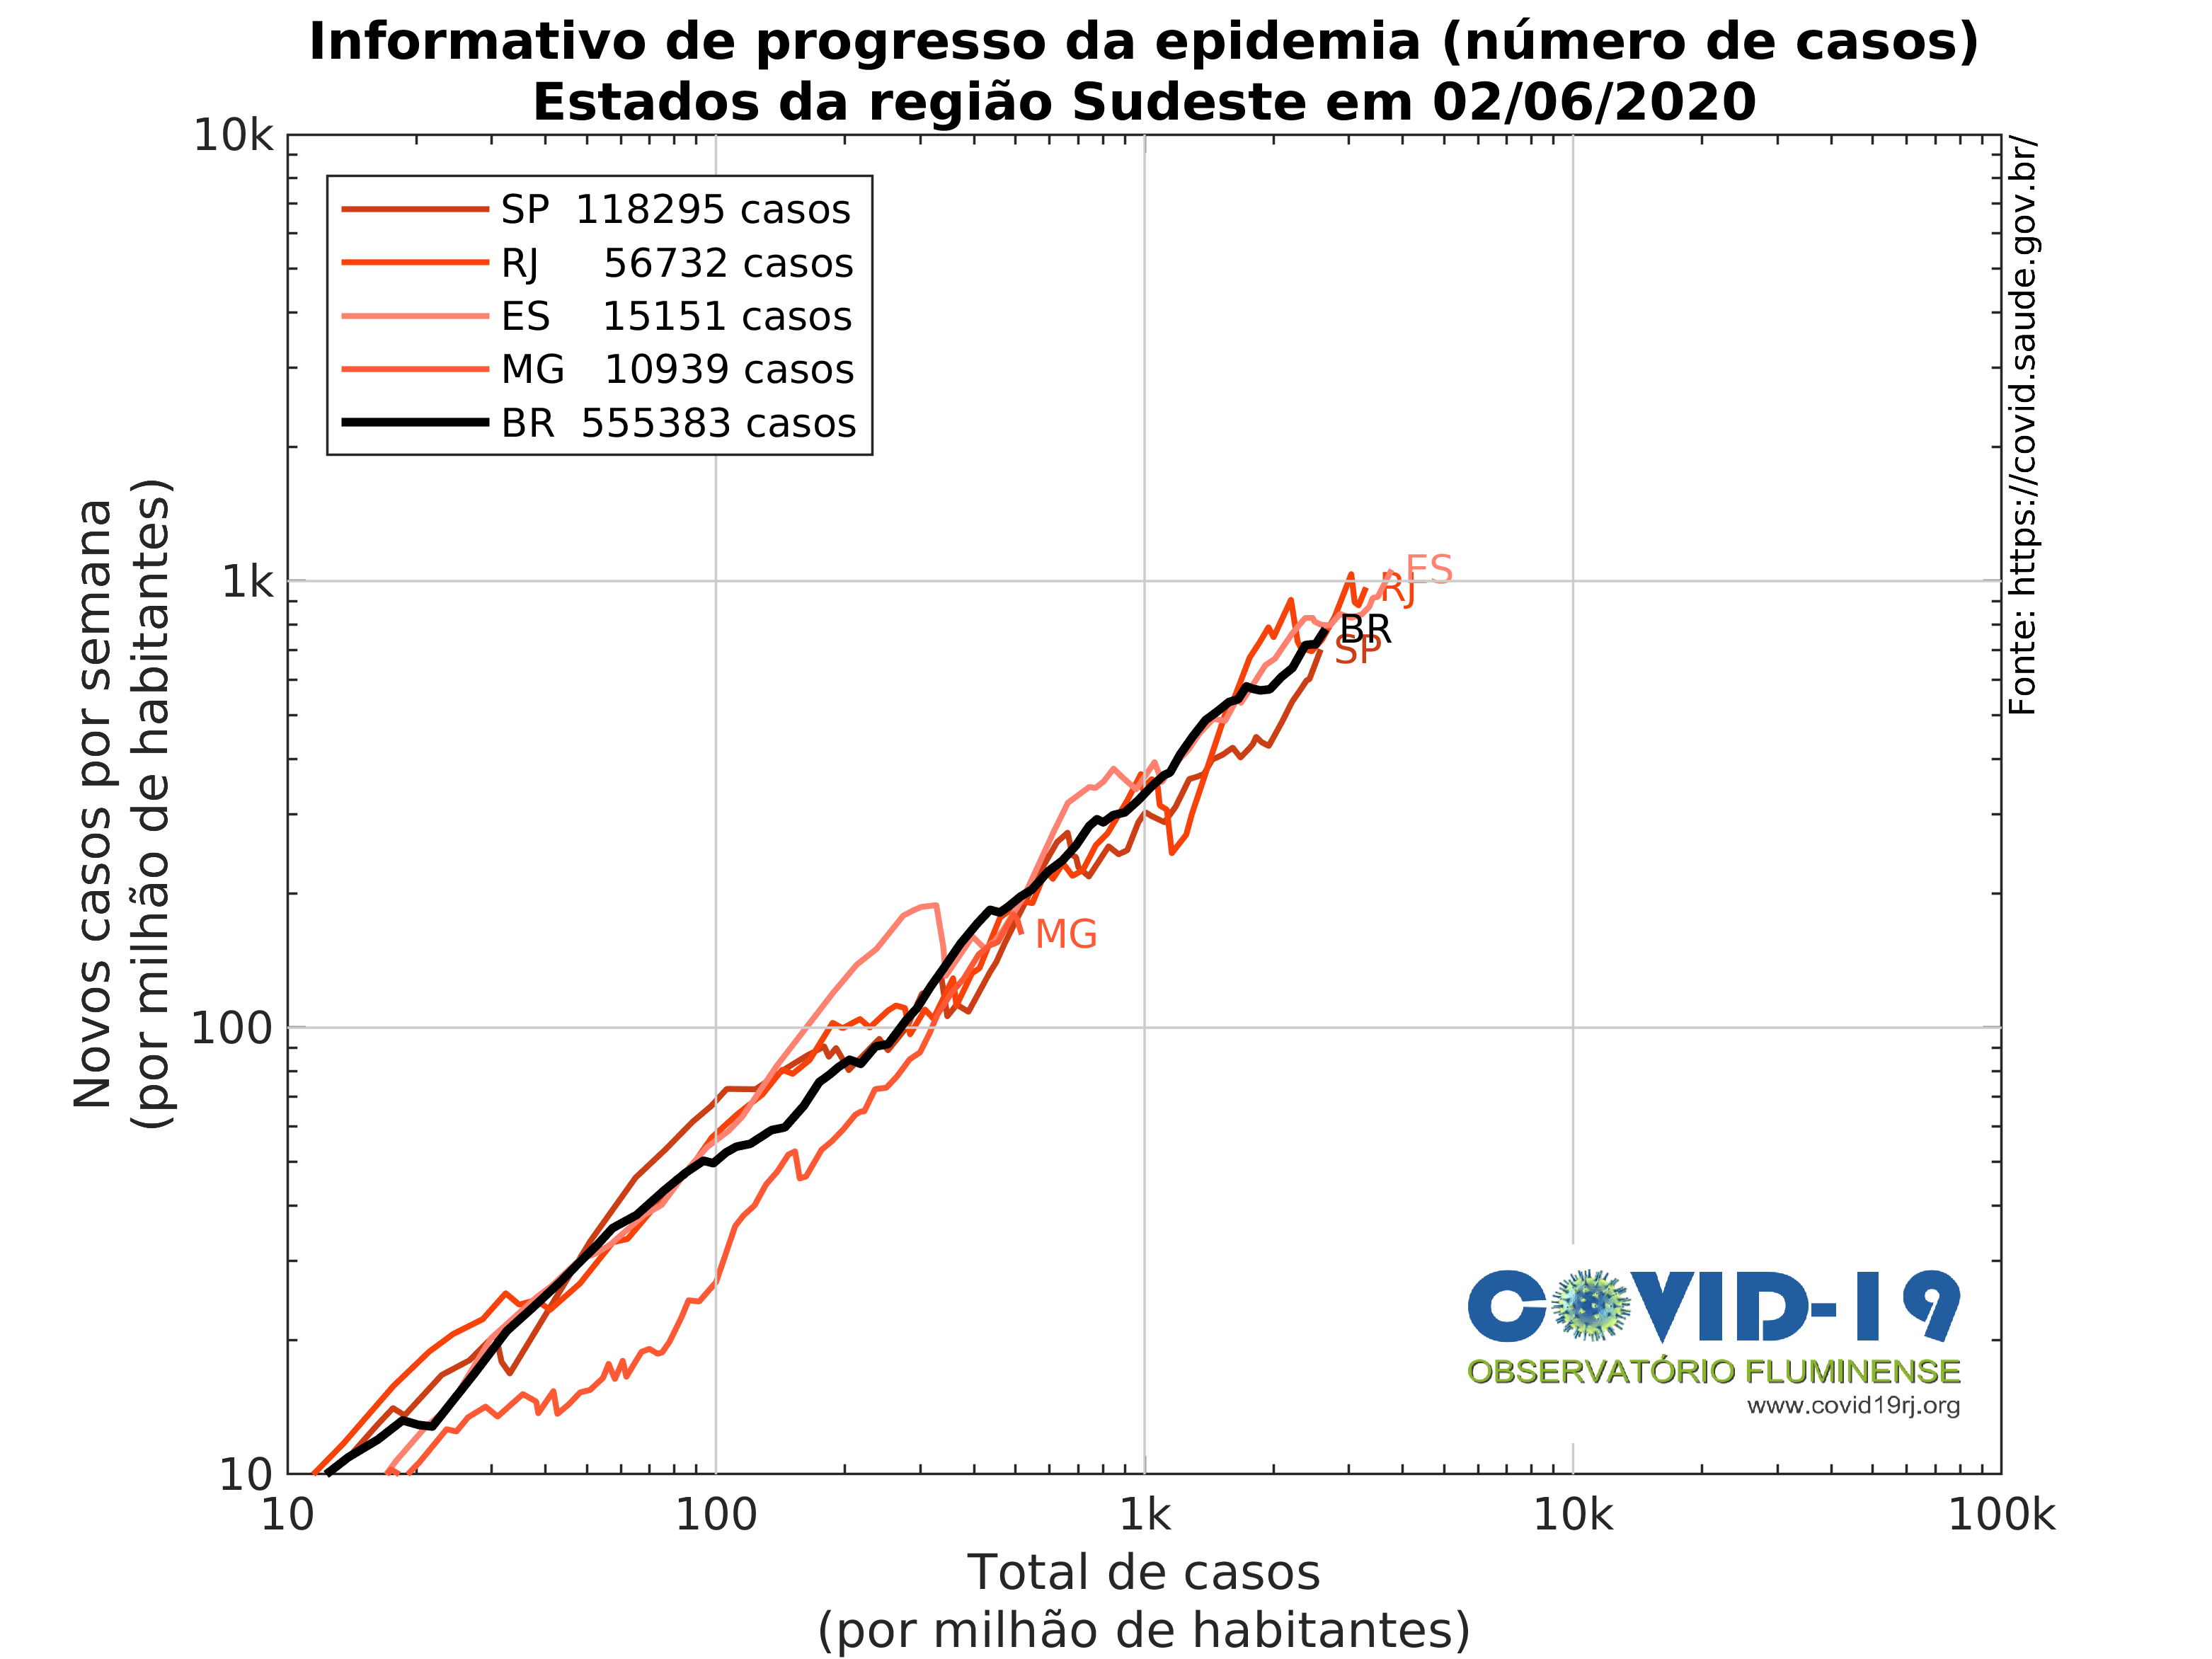 Informativo de progresso da epidemia (número de casos)
Estados da região Sudeste em 02/06/2020
10k
1k
100
10
10
100
1k
10k
100k
Novos casos por semana
(por milhão de habitantes)
SP 118295 casos
RJ 56732 casos
ES 15151 casos
MG 10939 casos
BR 555383 casos
ES
RJ
BR
SP
MG
Fonte: https://covid.saude.gov.br/
COVID-19
OBSERVATÓRIO FLUMINENSE
www.covid19rj.org
Total de casos
(por milhão de habitantes)